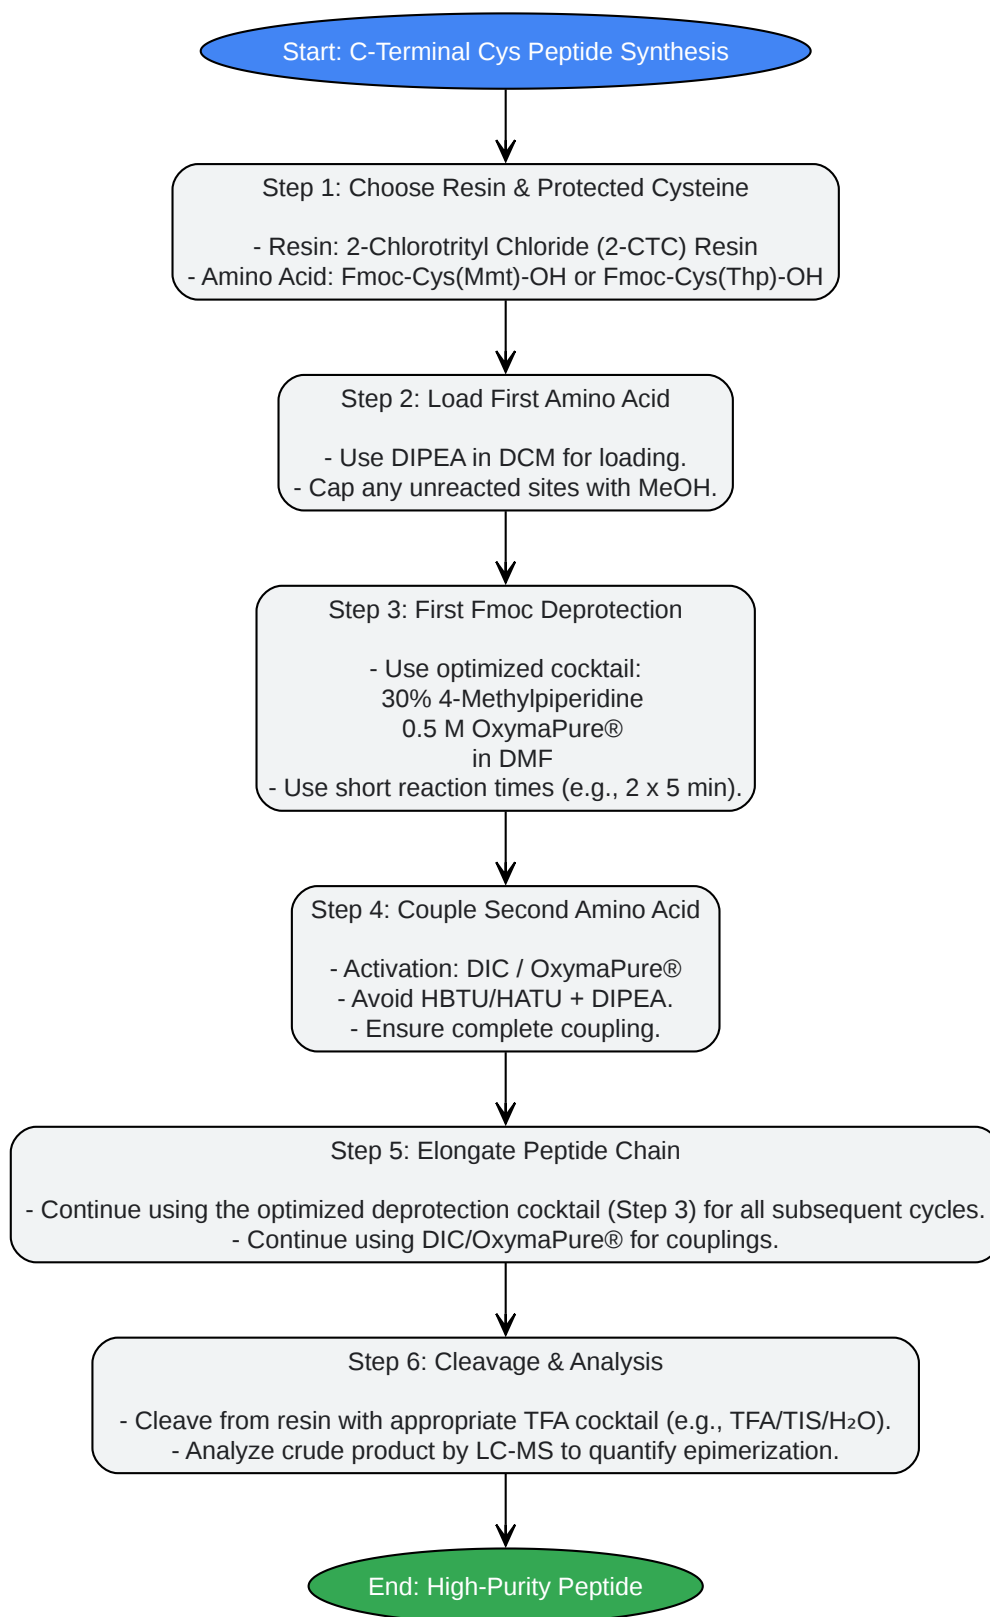 Start: C-Terminal Cys Peptide Synthesis
Step 1: Choose Resin & Protected Cysteine
- Resin: 2-Chlorotrityl Chloride (2-CTC) Resin
- Amino Acid: Fmoc-Cys(Mmt)-OH or Fmoc-Cys(Thp)-OH
Step 2: Load First Amino Acid
- Use DIPEA in DCM for loading.
- Cap any unreacted sites with MeOH.
Step 3: First Fmoc Deprotection
- Use optimized cocktail:
30% 4-Methylpiperidine
0.5 M OxymaPure®
in DMF
- Use short reaction times (e.g., 2 x 5 min).
Step 4: Couple Second Amino Acid
- Activation: DIC / OxymaPure®
- Avoid HBTU/HATU + DIPEA.
- Ensure complete coupling.
Step 5: Elongate Peptide Chain
- Continue using the optimized deprotection cocktail (Step 3) for all subsequent cycles.
- Continue using DIC/OxymaPure® for couplings.
Step 6: Cleavage & Analysis
- Cleave from resin with appropriate TFA cocktail (e.g., TFA/TIS/H₂O).
- Analyze crude product by LC-MS to quantify epimerization.
End: High-Purity Peptide